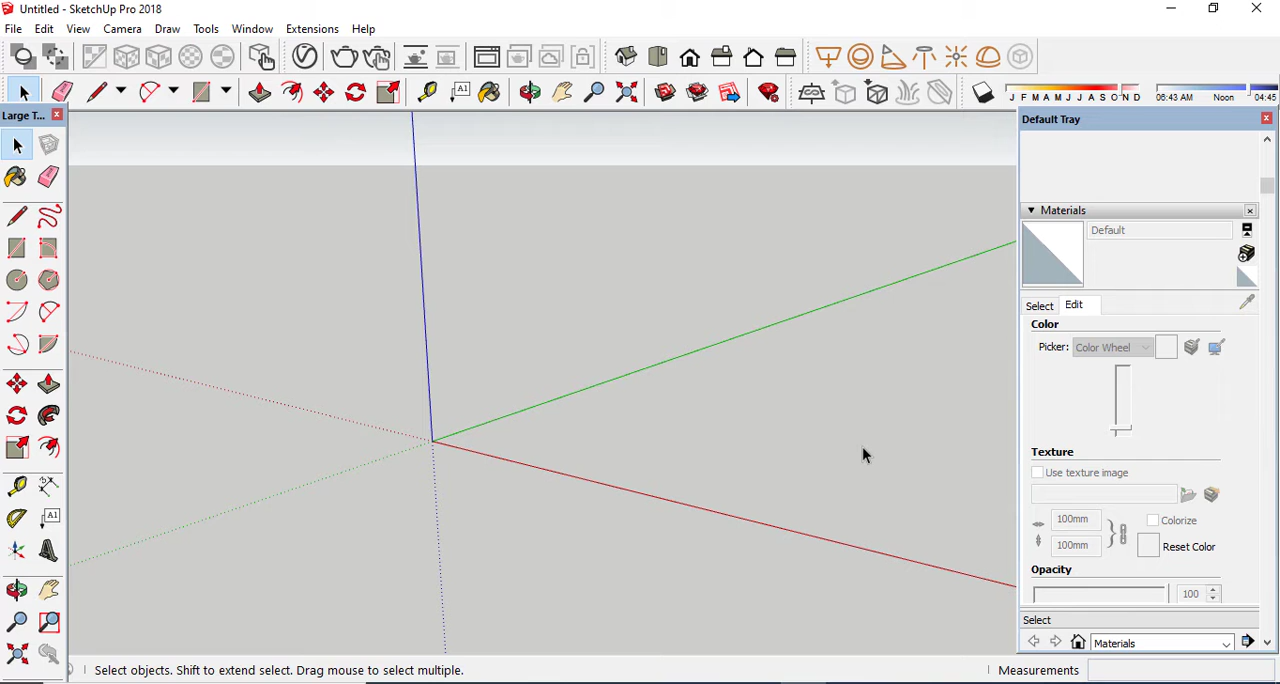 Untitled - SketchUp Pro 2018
File Edit View Camera Draw Tools Window Extensions Help
A1
J F M A M J J A S O N D 06:43 AM Noon 04:45
Large T...
Default Tray
Materials
Default
Select Edit
Color
Picker: Color Wheel
Texture
Use texture image
100mm Colorize
100mm Reset Color
A1
Opacity
100
Select
Materials
Select objects. Shift to extend select. Drag mouse to select multiple. Measurements